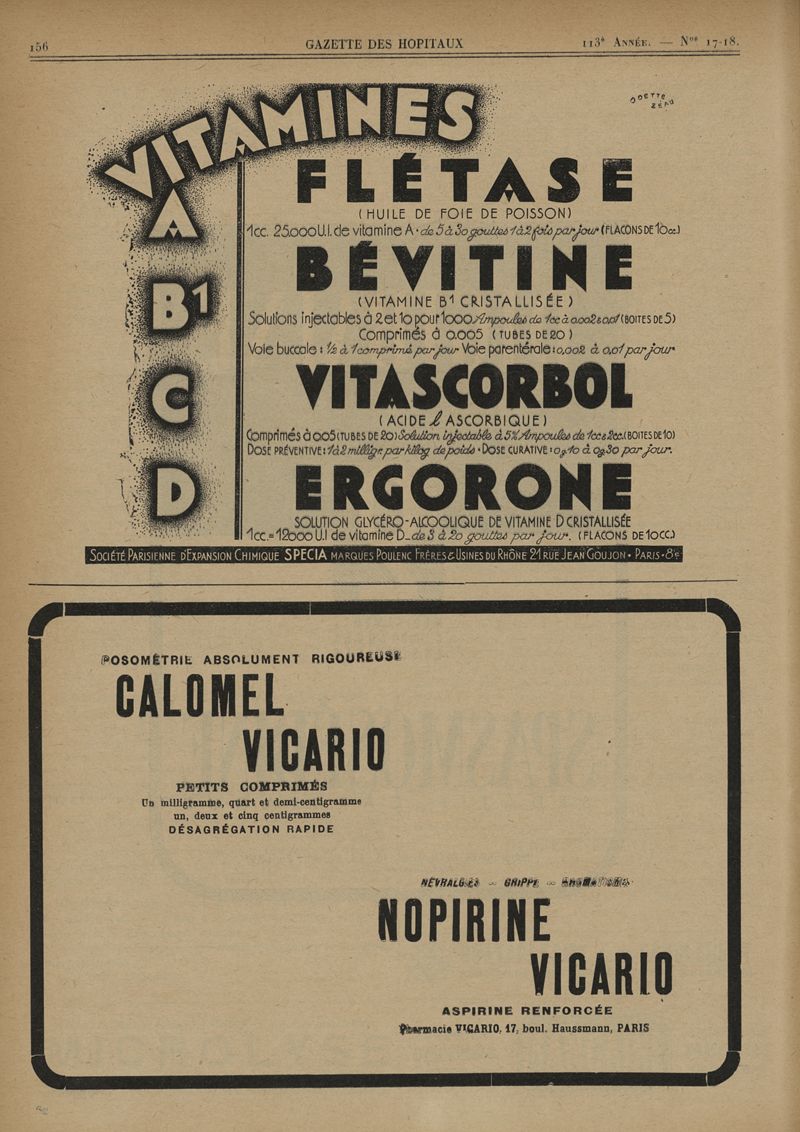 156
GAZETTE DES HOPITAUX
113e ANNÉE. — Nos 17-18.
ODETTE
ZÉAU
VITAMINES
A
FLÉTASE
(HUILE DE FOIE DE POISSON)
1cc. 25.000 U.I. de vitamine A • de 5 à 30 gouttes 1 à 2 fois par jour (FLACONS DE 10cc)
B1
BÉVITINE
(VITAMINE B1 CRISTALLISÉE)
Solutions injectables à 2 et 10 pour 1000 Ampoules de 1cc à 0.002 & 0,01 (BOITES DE 5)
Comprimés à 0.005 (TUBES DE 20)
Voie buccale : ½ à 1 comprimé par jour Voie parentérale : 0,002 à 0,01 par jour
C
VITASCORBOL
(ACIDE l ASCORBIQUE)
Comprimés à 0.05 (TUBES DE 20) Solution injectable à 5% Ampoules de 1cc & 2cc. (BOITES DE 10)
DOSE PRÉVENTIVE : 1 à 2 milligr. par kilog de poids • DOSE CURATIVE : 0g.10 à 0g.30 par jour.
D
ERGORONE
SOLUTION GLYCÉRO-ALCOOLIQUE DE VITAMINE D CRISTALLISÉE
1cc.= 12000 U.I de vitamine D_ de 3 à 20 gouttes par jour. (FLACONS DE 10CC.)
SOCIÉTÉ PARISIENNE D'EXPANSION CHIMIQUE SPECIA MARQUES POULENC FRÈRES & USINES DU RHÔNE 21 RUE JEAN GOUJON • PARIS • 8e
POSOMÉTRIE ABSOLUMENT RIGOUREUSE
CALOMEL
VICARIO
PETITS COMPRIMÉS
Un milligramme, quart et demi-centigramme
un, deux et cinq centigrammes
DÉSAGRÉGATION RAPIDE
NÉVRALGIES — GRIPPE —
NOPIRINE
VICARIO
ASPIRINE RENFORCÉE
Pharmacie VICARIO, 17, boul. Haussmann, PARIS